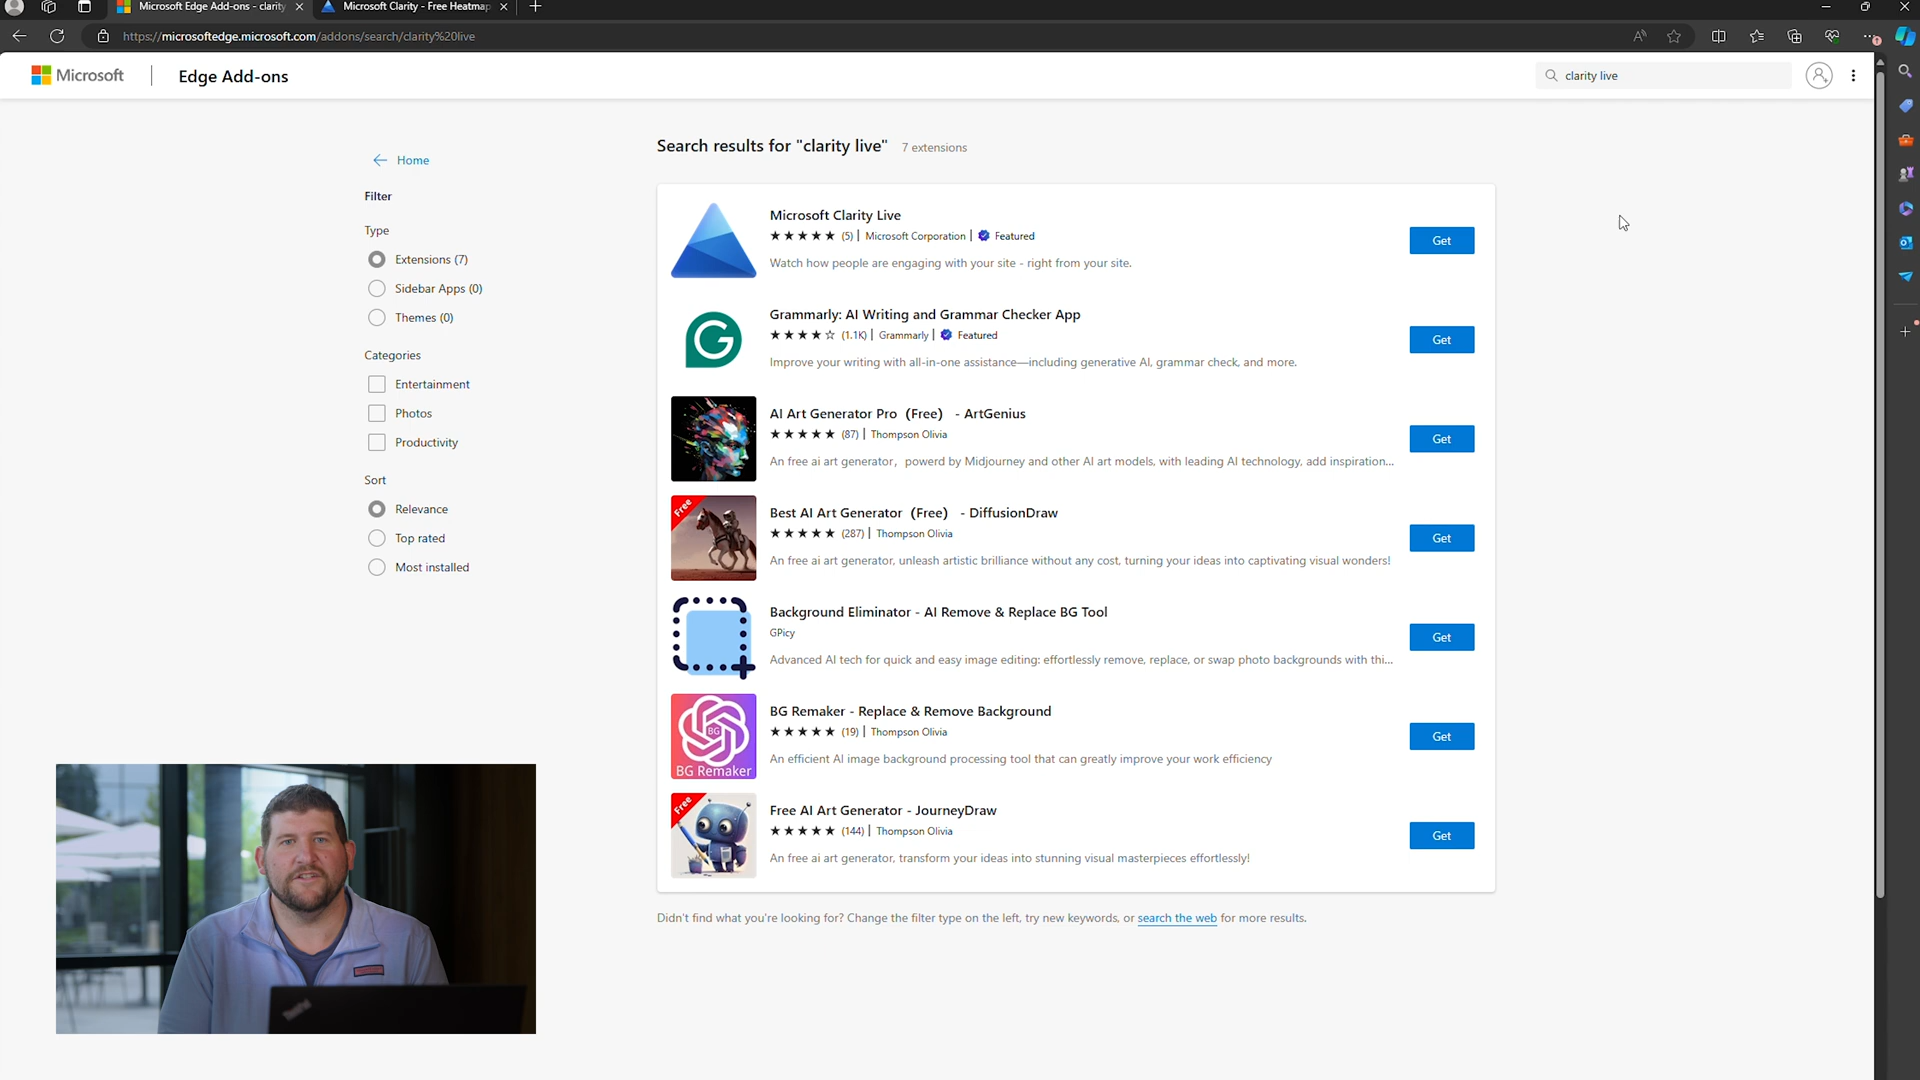 Microsoft Edge Add-ons - clarity
Microsoft Clarity - Free Heatmap
https://microsoftedge.microsoft.com/addons/search/clarity%20live
Microsoft
Edge Add-ons
clarity live
Home
Filter
Type
Extensions (7)
Sidebar Apps (0)
Themes (0)
Categories
Entertainment
Photos
Productivity
Sort
Relevance
Top rated
Most installed
Search results for "clarity live" 7 extensions
Microsoft Clarity Live
(5) | Microsoft Corporation | Featured
Watch how people are engaging with your site - right from your site.
Get
Grammarly: AI Writing and Grammar Checker App
(1.1K) | Grammarly | Featured
Improve your writing with all-in-one assistance—including generative AI, grammar check, and more.
Get
AI Art Generator Pro（Free） - ArtGenius
(87) | Thompson Olivia
An free ai art generator，powerd by Midjourney and other AI art models, with leading AI technology, add inspiration...
Get
Free
Best AI Art Generator（Free） - DiffusionDraw
(287) | Thompson Olivia
An free ai art generator, unleash artistic brilliance without any cost, turning your ideas into captivating visual wonders!
Get
Background Eliminator - AI Remove & Replace BG Tool
GPicy
Advanced AI tech for quick and easy image editing: effortlessly remove, replace, or swap photo backgrounds with thi...
Get
BG
BG Remaker
BG Remaker - Replace & Remove Background
(19) | Thompson Olivia
An efficient AI image background processing tool that can greatly improve your work efficiency
Get
Free
Free AI Art Generator - JourneyDraw
(144) | Thompson Olivia
An free ai art generator, transform your ideas into stunning visual masterpieces effortlessly!
Get
Didn't find what you're looking for? Change the filter type on the left, try new keywords, or search the web for more results.
ThinkPad